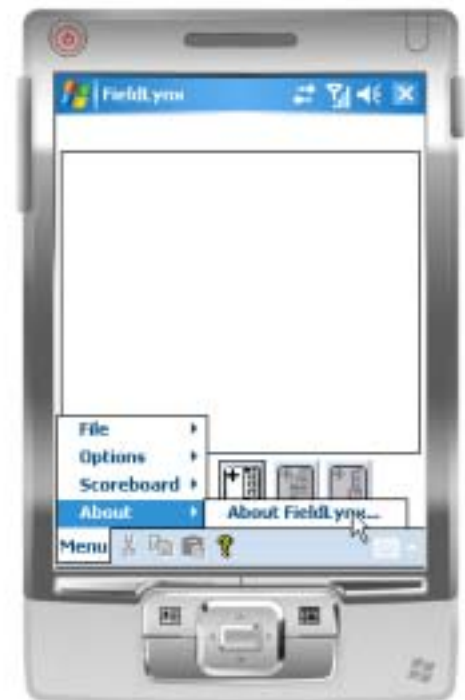 FieldLynx
File
Options
Scoreboard
About
About FieldLynx...
Menu